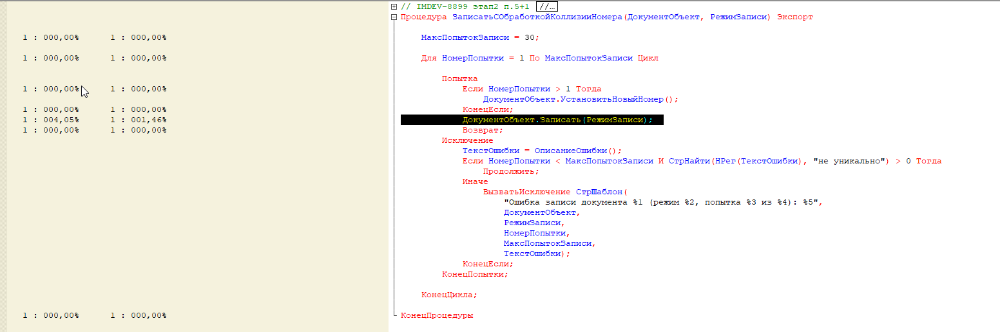 // IMDEV-8899 этап2 п.5+1 //…
Процедура ЗаписатьСОбработкойКоллизииНомера(ДокументОбъект, РежимЗаписи) Экспорт
1 : 000,00% 1 : 000,00% МаксПопытокЗаписи = 30;
1 : 000,00% 1 : 000,00% Для НомерПопытки = 1 По МаксПопытокЗаписи Цикл
Попытка
1 : 000,00% 1 : 000,00% Если НомерПопытки > 1 Тогда
ДокументОбъект.УстановитьНовыйНомер();
1 : 000,00% 1 : 000,00% КонецЕсли;
1 : 004,05% 1 : 001,46% ДокументОбъект.Записать(РежимЗаписи);
1 : 000,00% 1 : 000,00% Возврат;
Исключение
ТекстОшибки = ОписаниеОшибки();
Если НомерПопытки < МаксПопытокЗаписи И СтрНайти(НРег(ТекстОшибки), "не уникально") > 0 Тогда
Продолжить;
Иначе
ВызватьИсключение СтрШаблон(
"Ошибка записи документа %1 (режим %2, попытка %3 из %4): %5",
ДокументОбъект,
РежимЗаписи,
НомерПопытки,
МаксПопытокЗаписи,
ТекстОшибки);
КонецЕсли;
КонецПопытки;
КонецЦикла;
1 : 000,00% 1 : 000,00% КонецПроцедуры